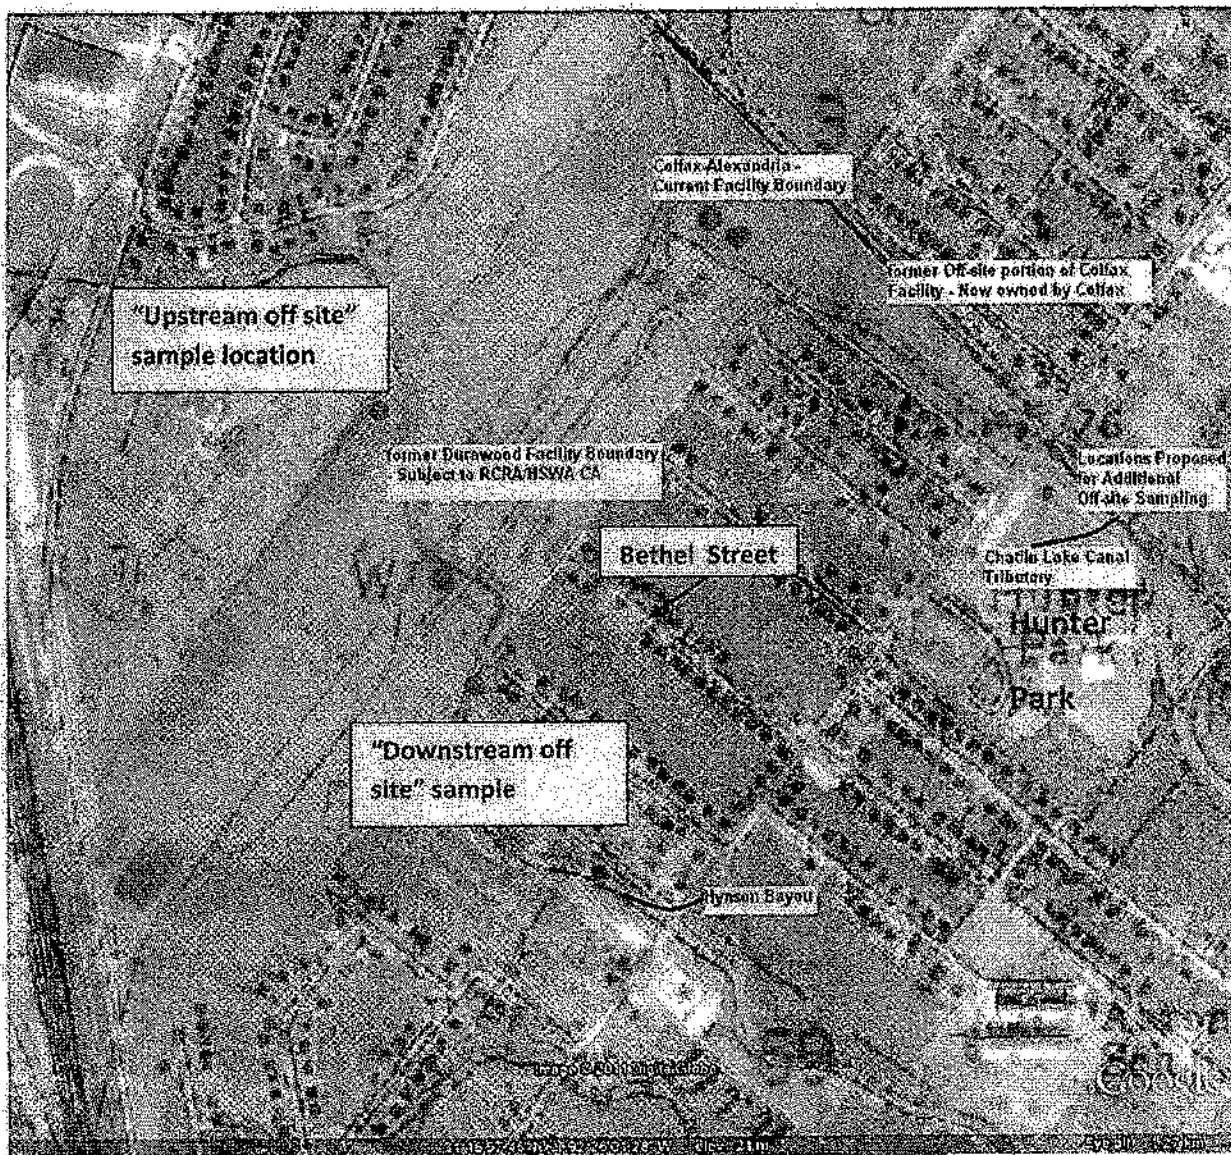 Colfax-Alexandria -
Current Facility Boundary
former Off-site portion of Colfax
Facility - Now owned by Colfax
"Upstream off site"
sample location
former Durawood Facility Boundary
- Subject to RCRA/HSWA CA
Locations Proposed
for Additional
Off-site Sampling
Bethel Street
Chatlin Lake Canal
Tributory
Hunter
Park
"Downstream off
site" sample
Hynson Bayou
Google